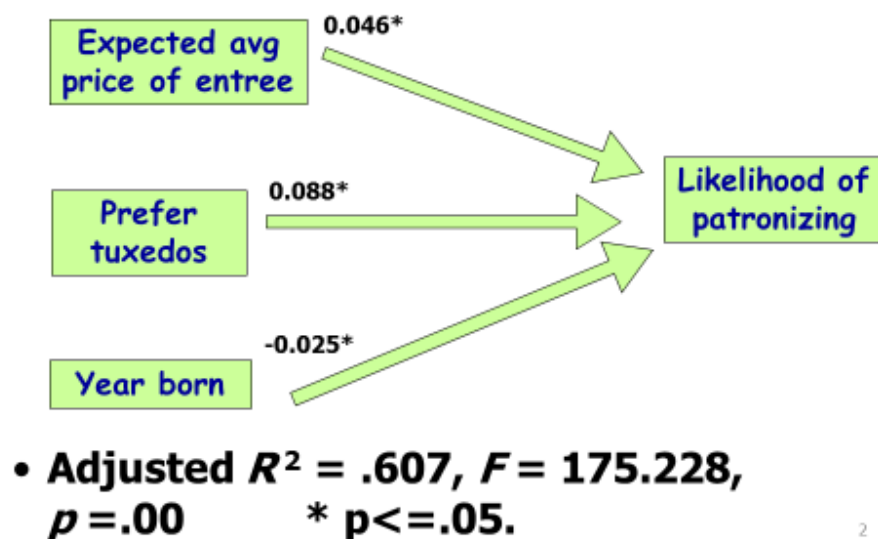 0.046*
Expected avg
price of entree
Likelihood of
patronizing
0.088*
Prefer
tuxedos
-0.025*
Year born
• Adjusted R² = .607, F = 175.228,
p =.00 * p<=.05.
2